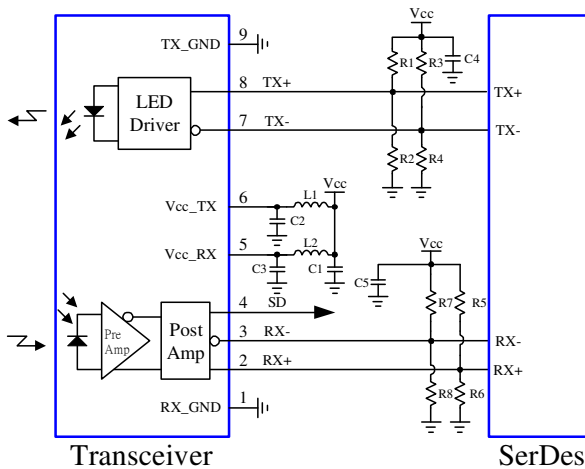 Vcc
9
TX_GND
R1
R3
C4
8
TX+
TX+
LED
Driver
7
TX-
TX-
R2
R4
Vcc
6
L1
Vcc_TX
C2
5
L2
Vcc
Vcc_RX
C3
C1
C5
4
SD
R7
R5
Pre
Amp
Post
Amp
3
RX-
RX-
2
RX+
RX+
R8
R6
1
RX_GND
Transceiver
SerDes